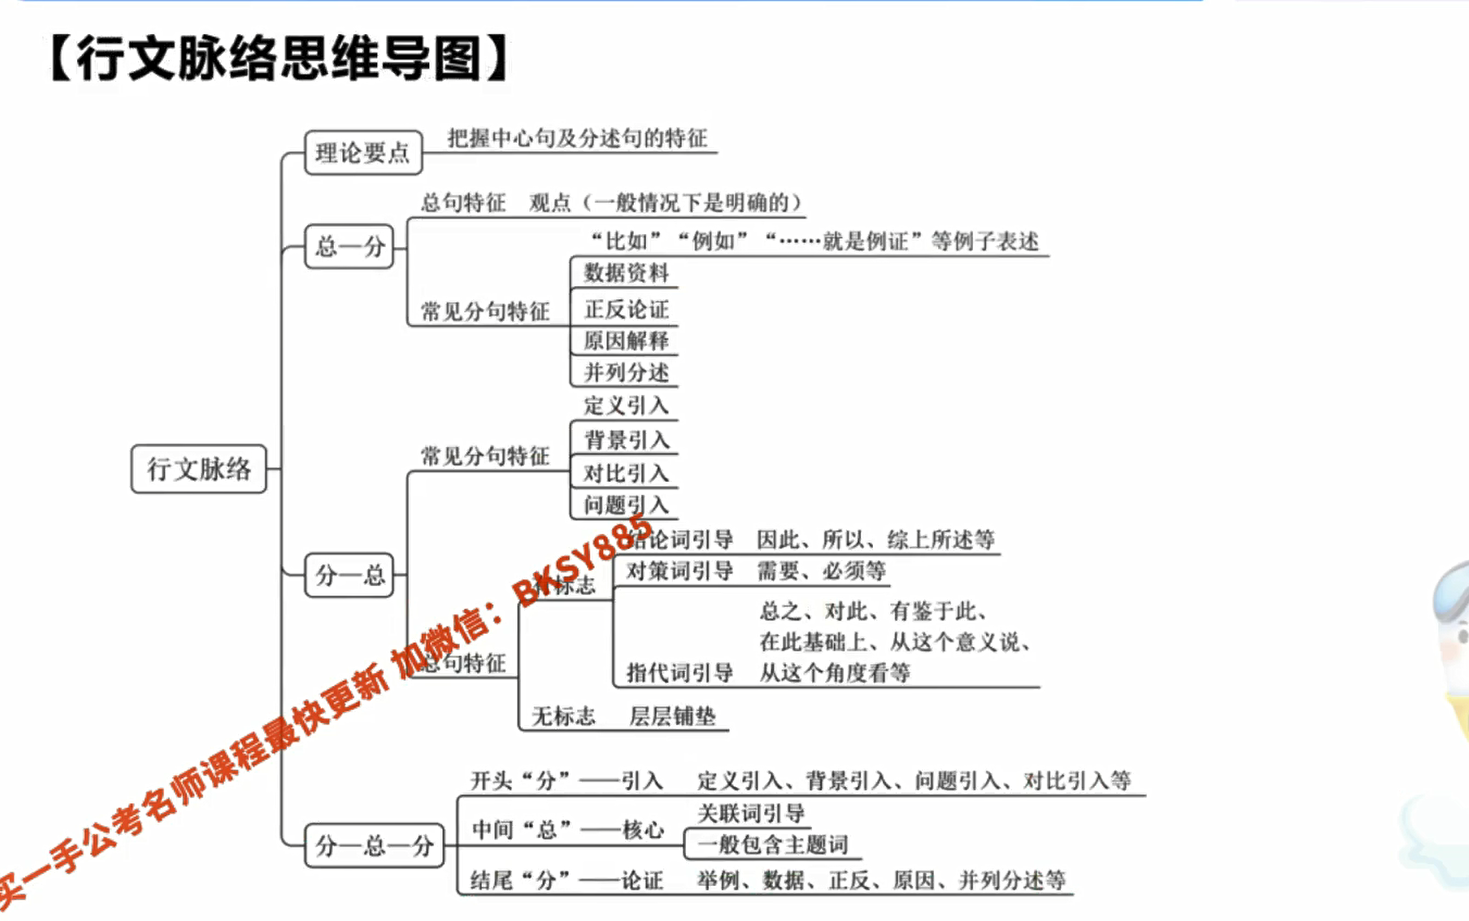 【行文脉络思维导图】
理论要点
把握中心句及分述句的特征
总句特征 观点（一般情况下是明确的）
总—分
“比如”“例如”“……就是例证”等例子表述
数据资料
常见分句特征
正反论证
原因解释
并列分述
定义引入
背景引入
常见分句特征
对比引入
问题引入
行文脉络
结论词引导 因此、所以、综上所述等
对策词引导 需要、必须等
分—总
有标志
总之、对此、有鉴于此、
在此基础上、从这个意义说、
指代词引导 从这个角度看等
总句特征
无标志 层层铺垫
开头“分”——引入 定义引入、背景引入、问题引入、对比引入等
关联词引导
中间“总”——核心
一般包含主题词
分—总—分
结尾“分”——论证 举例、数据、正反、原因、并列分述等
买一手公考名师课程最快更新 加微信：BKSY885